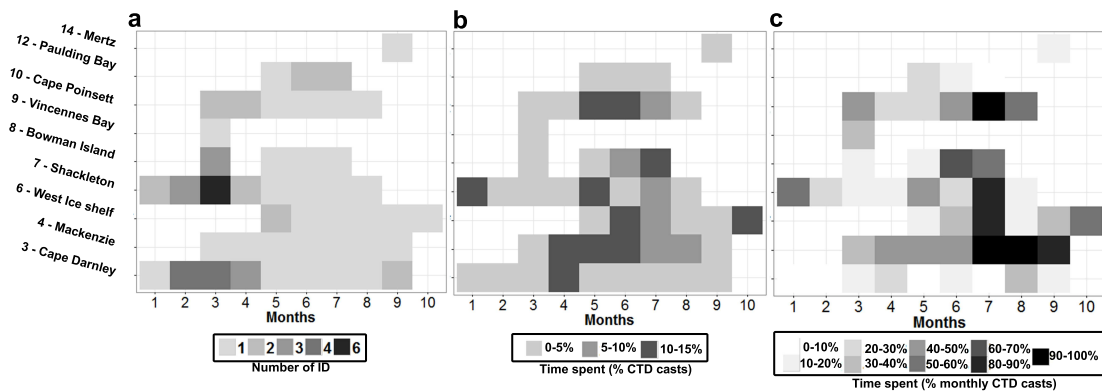 a b c
14 - Mertz
12 - Paulding Bay
10 - Cape Poinsett
9 - Vincennes Bay
8 - Bowman Island
7 - Shackleton
6 - West Ice shelf
4 - Mackenzie
3 - Cape Darnley
1 2 3 4 5 6 7 8 9 10
Months
1 2 3 4 6
Number of ID
1 2 3 4 5 6 7 8 9 10
Months
0-5% 5-10% 10-15%
Time spent (% CTD casts)
1 2 3 4 5 6 7 8 9 10
Months
0-10% 20-30% 40-50% 60-70% 90-100%
10-20% 30-40% 50-60% 80-90%
Time spent (% monthly CTD casts)